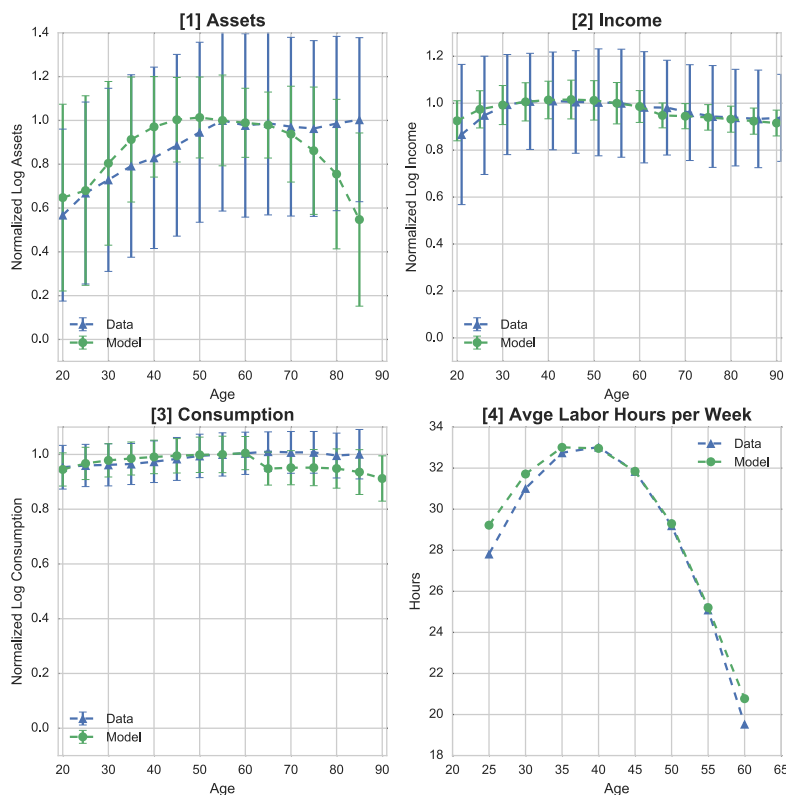 [1] Assets
1.4
1.2
1.0
0.8
0.6
0.4
0.2
0.0
Normalized Log Assets
Data
Model
20 30 40 50 60 70 80 90
Age
[2] Income
1.2
1.0
0.8
0.6
0.4
0.2
0.0
Normalized Log Income
Data
Model
20 30 40 50 60 70 80 90
Age
[3] Consumption
1.0
0.8
0.6
0.4
0.2
0.0
Normalized Log Consumption
Data
Model
20 30 40 50 60 70 80 90
Age
[4] Avge Labor Hours per Week
34
32
30
28
26
24
22
20
18
Hours
Data
Model
20 25 30 35 40 45 50 55 60 65
Age